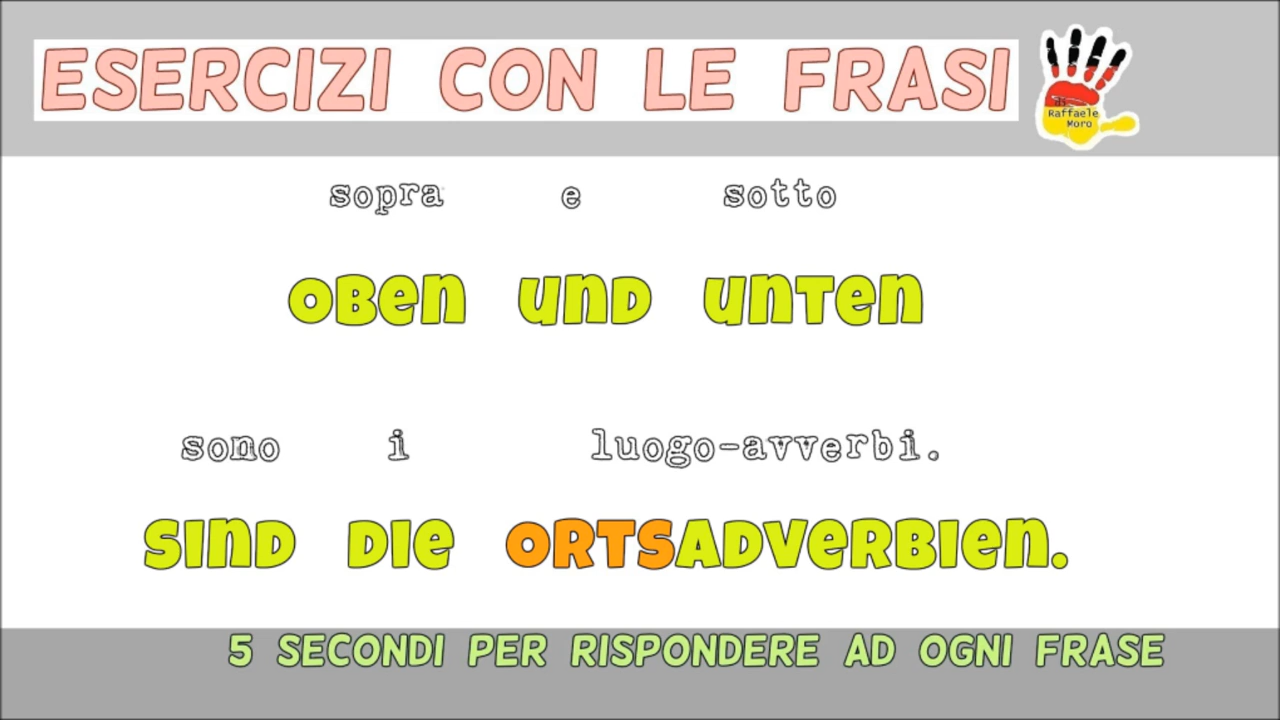 ESERCIZI CON LE FRASI
di
Raffaele
Moro
sopra e sotto
OBen unD unTen
sono i luogo-avverbi.
SInD DIe ORTSADVeRBIen.
5 SECONDI PER RISPONDERE AD OGNI FRASE